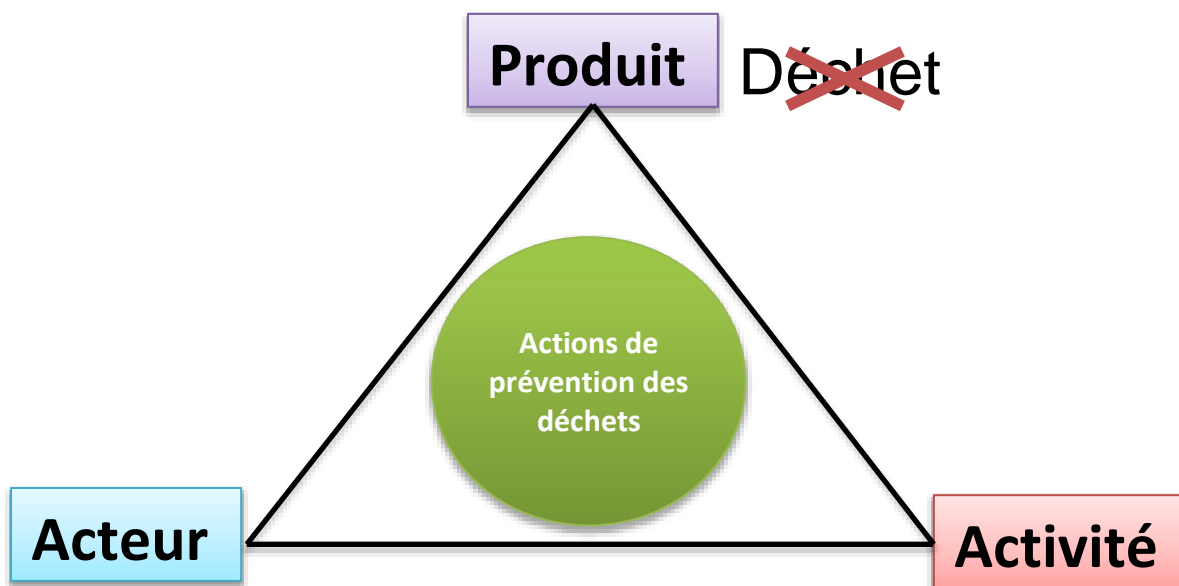 Produit Déchet
Actions de
prévention des
déchets
Acteur
Activité